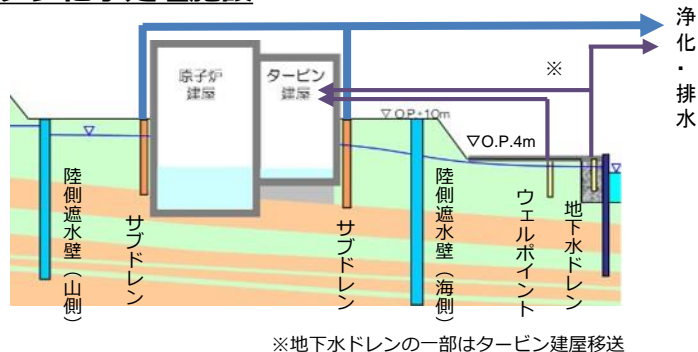 浄化・排水
原子炉
建屋
タービン
建屋
※
▽O.P.+10m
▽O.P.4m
陸側遮水壁(山側)
サブドレン
サブドレン
陸側遮水壁(海側)
ウェルポイント
地下水ドレン
※地下水ドレンの一部はタービン建屋移送